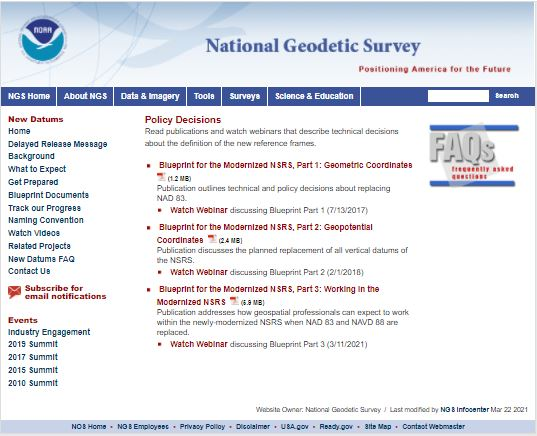 NOAA
National Geodetic Survey
Positioning America for the Future
NGS Home
About NGS
Data & Imagery
Tools
Surveys
Science & Education
Search
New Datums
Home
Delayed Release Message
Background
What to Expect
Get Prepared
Blueprint Documents
Track our Progress
Naming Convention
Watch Videos
Related Projects
New Datums FAQ
Contact Us
Subscribe for
email notifications
Events
Industry Engagement
2019 Summit
2017 Summit
2015 Summit
2010 Summit
Policy Decisions
Read publications and watch webinars that describe technical decisions
about the definition of the new reference frames.
Blueprint for the Modernized NSRS, Part 1: Geometric Coordinates
(1.2 MB)
Publication outlines technical and policy decisions about replacing
NAD 83.
Watch Webinar discussing Blueprint Part 1 (7/13/2017)
Blueprint for the Modernized NSRS, Part 2: Geopotential
Coordinates (2.4 MB)
Publication discusses the planned replacement of all vertical datums of
the NSRS.
Watch Webinar discussing Blueprint Part 2 (2/1/2018)
Blueprint for the Modernized NSRS, Part 3: Working in the
Modernized NSRS (5.9 MB)
Publication addresses how geospatial professionals can expect to
work within the newly-modernized NSRS when NAD 83 and NAVD 88 are
replaced.
Watch Webinar discussing Blueprint Part 3 (3/11/2021)
FAQs
frequently asked
questions
Website Owner: National Geodetic Survey / Last modified by NGS Infocenter Mar 22 2021
NOS Home • NGS Employees • Privacy Policy • Disclaimer • USA.gov • Ready.gov • Site Map • Contact Webmaster